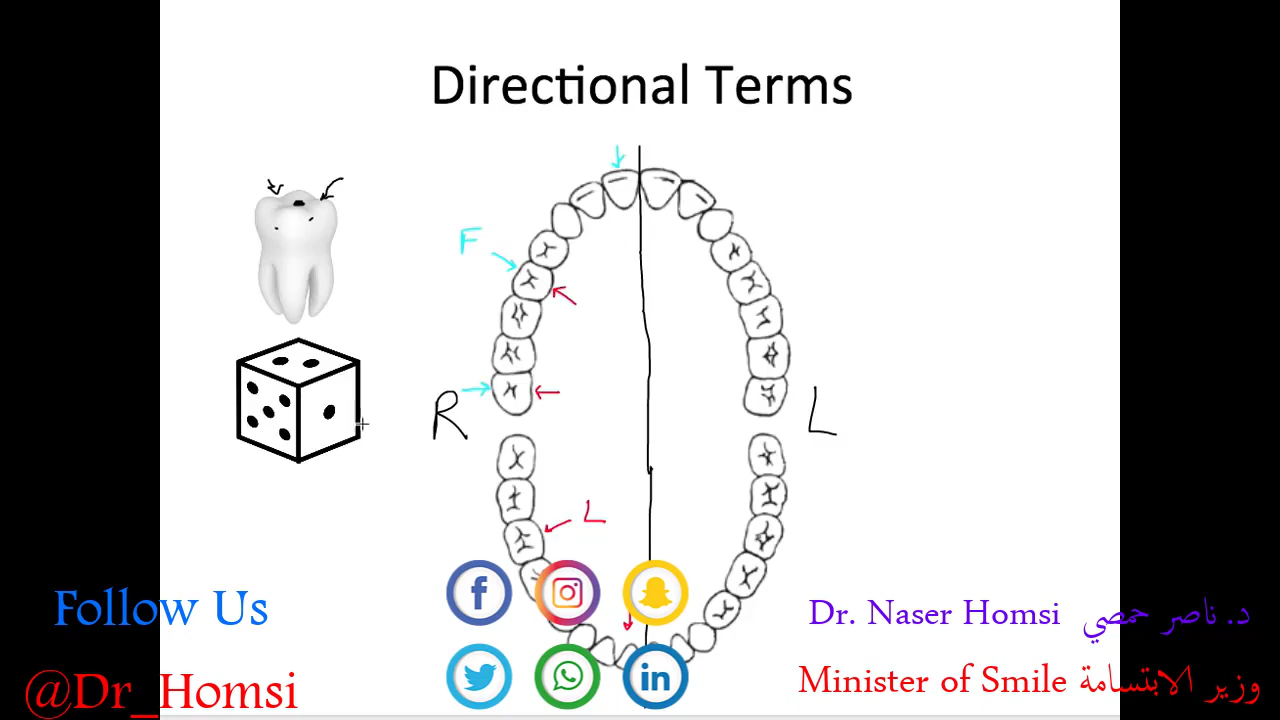 Directional Terms
F
R
L
L
Follow Us
@Dr_Homsi
Dr. Naser Homsi د. ناصر حمصي
Minister of Smile وزير الابتسامة